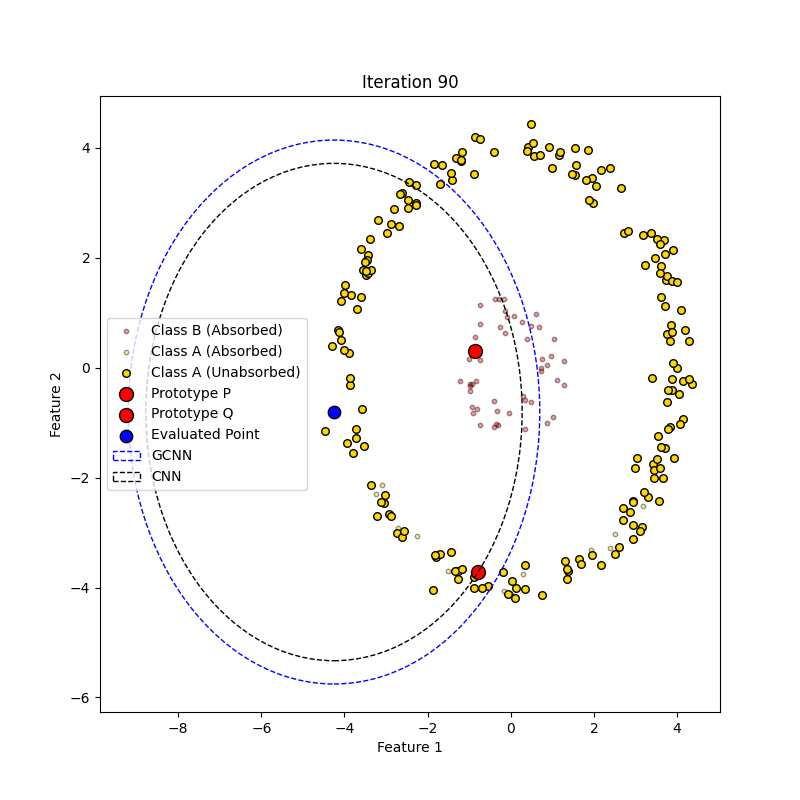 Iteration 90
4
2
0
−2
−4
−6
Feature 2
Class B (Absorbed)
Class A (Absorbed)
Class A (Unabsorbed)
Prototype P
Prototype Q
Evaluated Point
GCNN
CNN
−8 −6 −4 −2 0 2 4
Feature 1